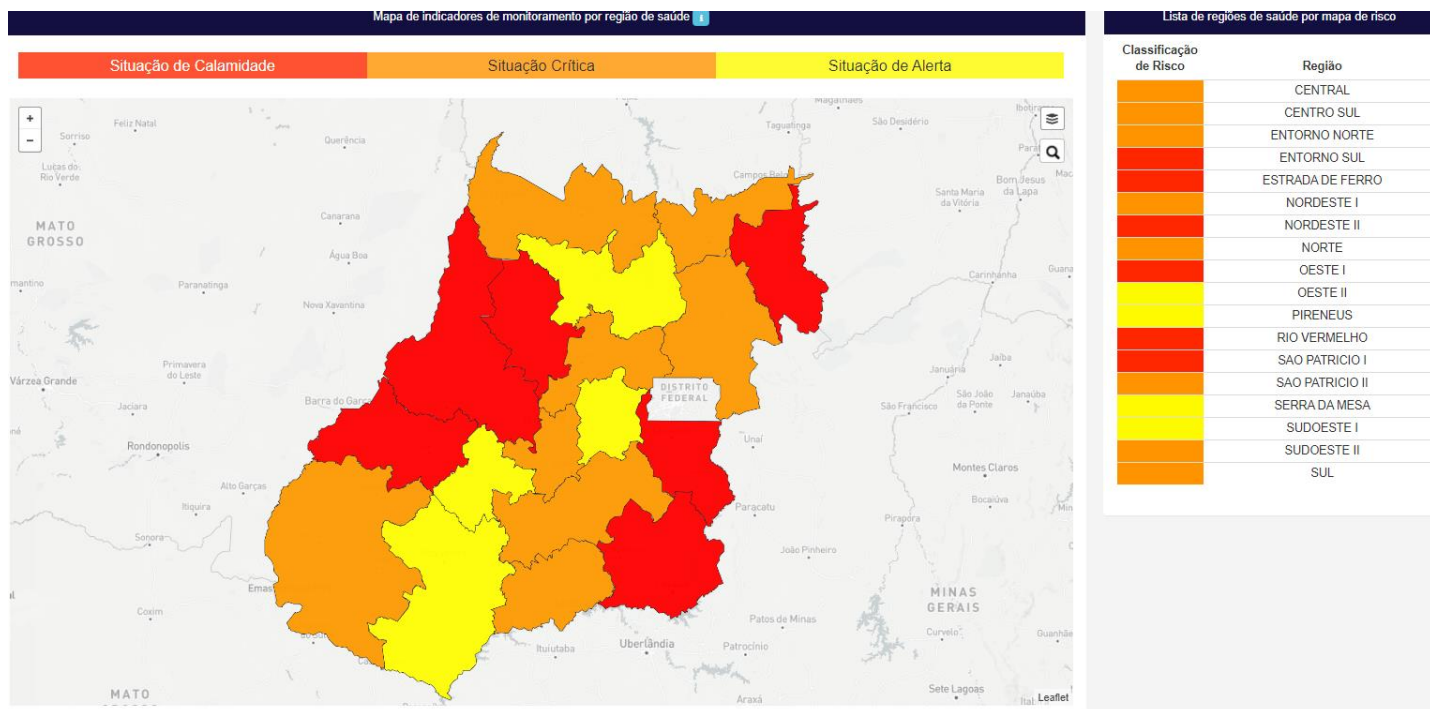 Mapa de indicadores de monitoramento por região de saúde
Lista de regiões de saúde por mapa de risco
Situação de Calamidade
Situação Crítica
Situação de Alerta
Classificação
de Risco
Região
CENTRAL
CENTRO SUL
ENTORNO NORTE
ENTORNO SUL
ESTRADA DE FERRO
NORDESTE I
NORDESTE II
NORTE
OESTE I
OESTE II
PIRENEUS
RIO VERMELHO
SAO PATRICIO I
SAO PATRICIO II
SERRA DA MESA
SUDOESTE I
SUDOESTE II
SUL
+
−
Magalhães
Feliz Natal
Taguatinga
São Desidério
Sorriso
Querência
Lucas do
Rio Verde
Campos Belo
Bom Jesus
da Lapa
Santa Maria
da Vitória
Canarana
MATO
GROSSO
Água Boa
Carinhanha
Paranatinga
Nova Xavantina
Primavera
do Leste
Jaíba
Januária
Várzea Grande
DISTRITO
FEDERAL
São João
da Ponte
Janaúba
Barra do Garç
Jaciara
São Francisco
Unaí
Rondonopolis
Montes Claros
Alto Garças
Bocaiúva
Itiquira
Paracatu
Pirapora
Sonora
João Pinheiro
Emas
MINAS
GERAIS
Coxim
Patos de Minas
Curvelo
Ituiutaba
Uberlândia
Patrocínio
Sete Lagoas
MATO
Araxá
Leaflet